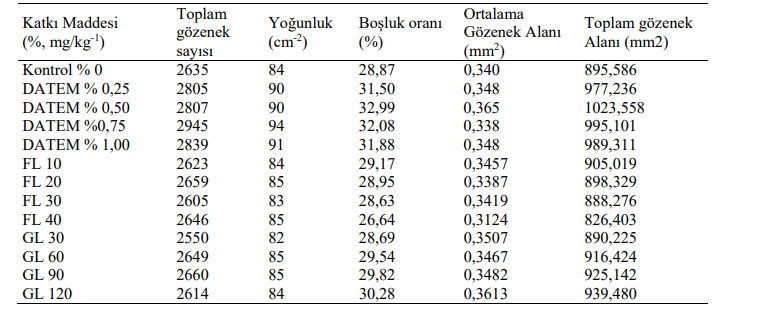 Katkı Maddesi (%, mg/kg-1) Toplam gözenek sayısı Yoğunluk (cm-2) Boşluk oranı (%) Ortalama Gözenek Alanı (mm2) Toplam gözenek Alanı (mm2)
Kontrol % 0 2635 84 28,87 0,340 895,586
DATEM % 0,25 2805 90 31,50 0,348 977,236
DATEM % 0,50 2807 90 32,99 0,365 1023,558
DATEM %0,75 2945 94 32,08 0,338 995,101
DATEM % 1,00 2839 91 31,88 0,348 989,311
FL 10 2623 84 29,17 0,3457 905,019
FL 20 2659 85 28,95 0,3387 898,329
FL 30 2605 83 28,63 0,3419 888,276
FL 40 2646 85 26,64 0,3124 826,403
GL 30 2550 82 28,69 0,3507 890,225
GL 60 2649 85 29,54 0,3467 916,424
GL 90 2660 85 29,82 0,3482 925,142
GL 120 2614 84 30,28 0,3613 939,480